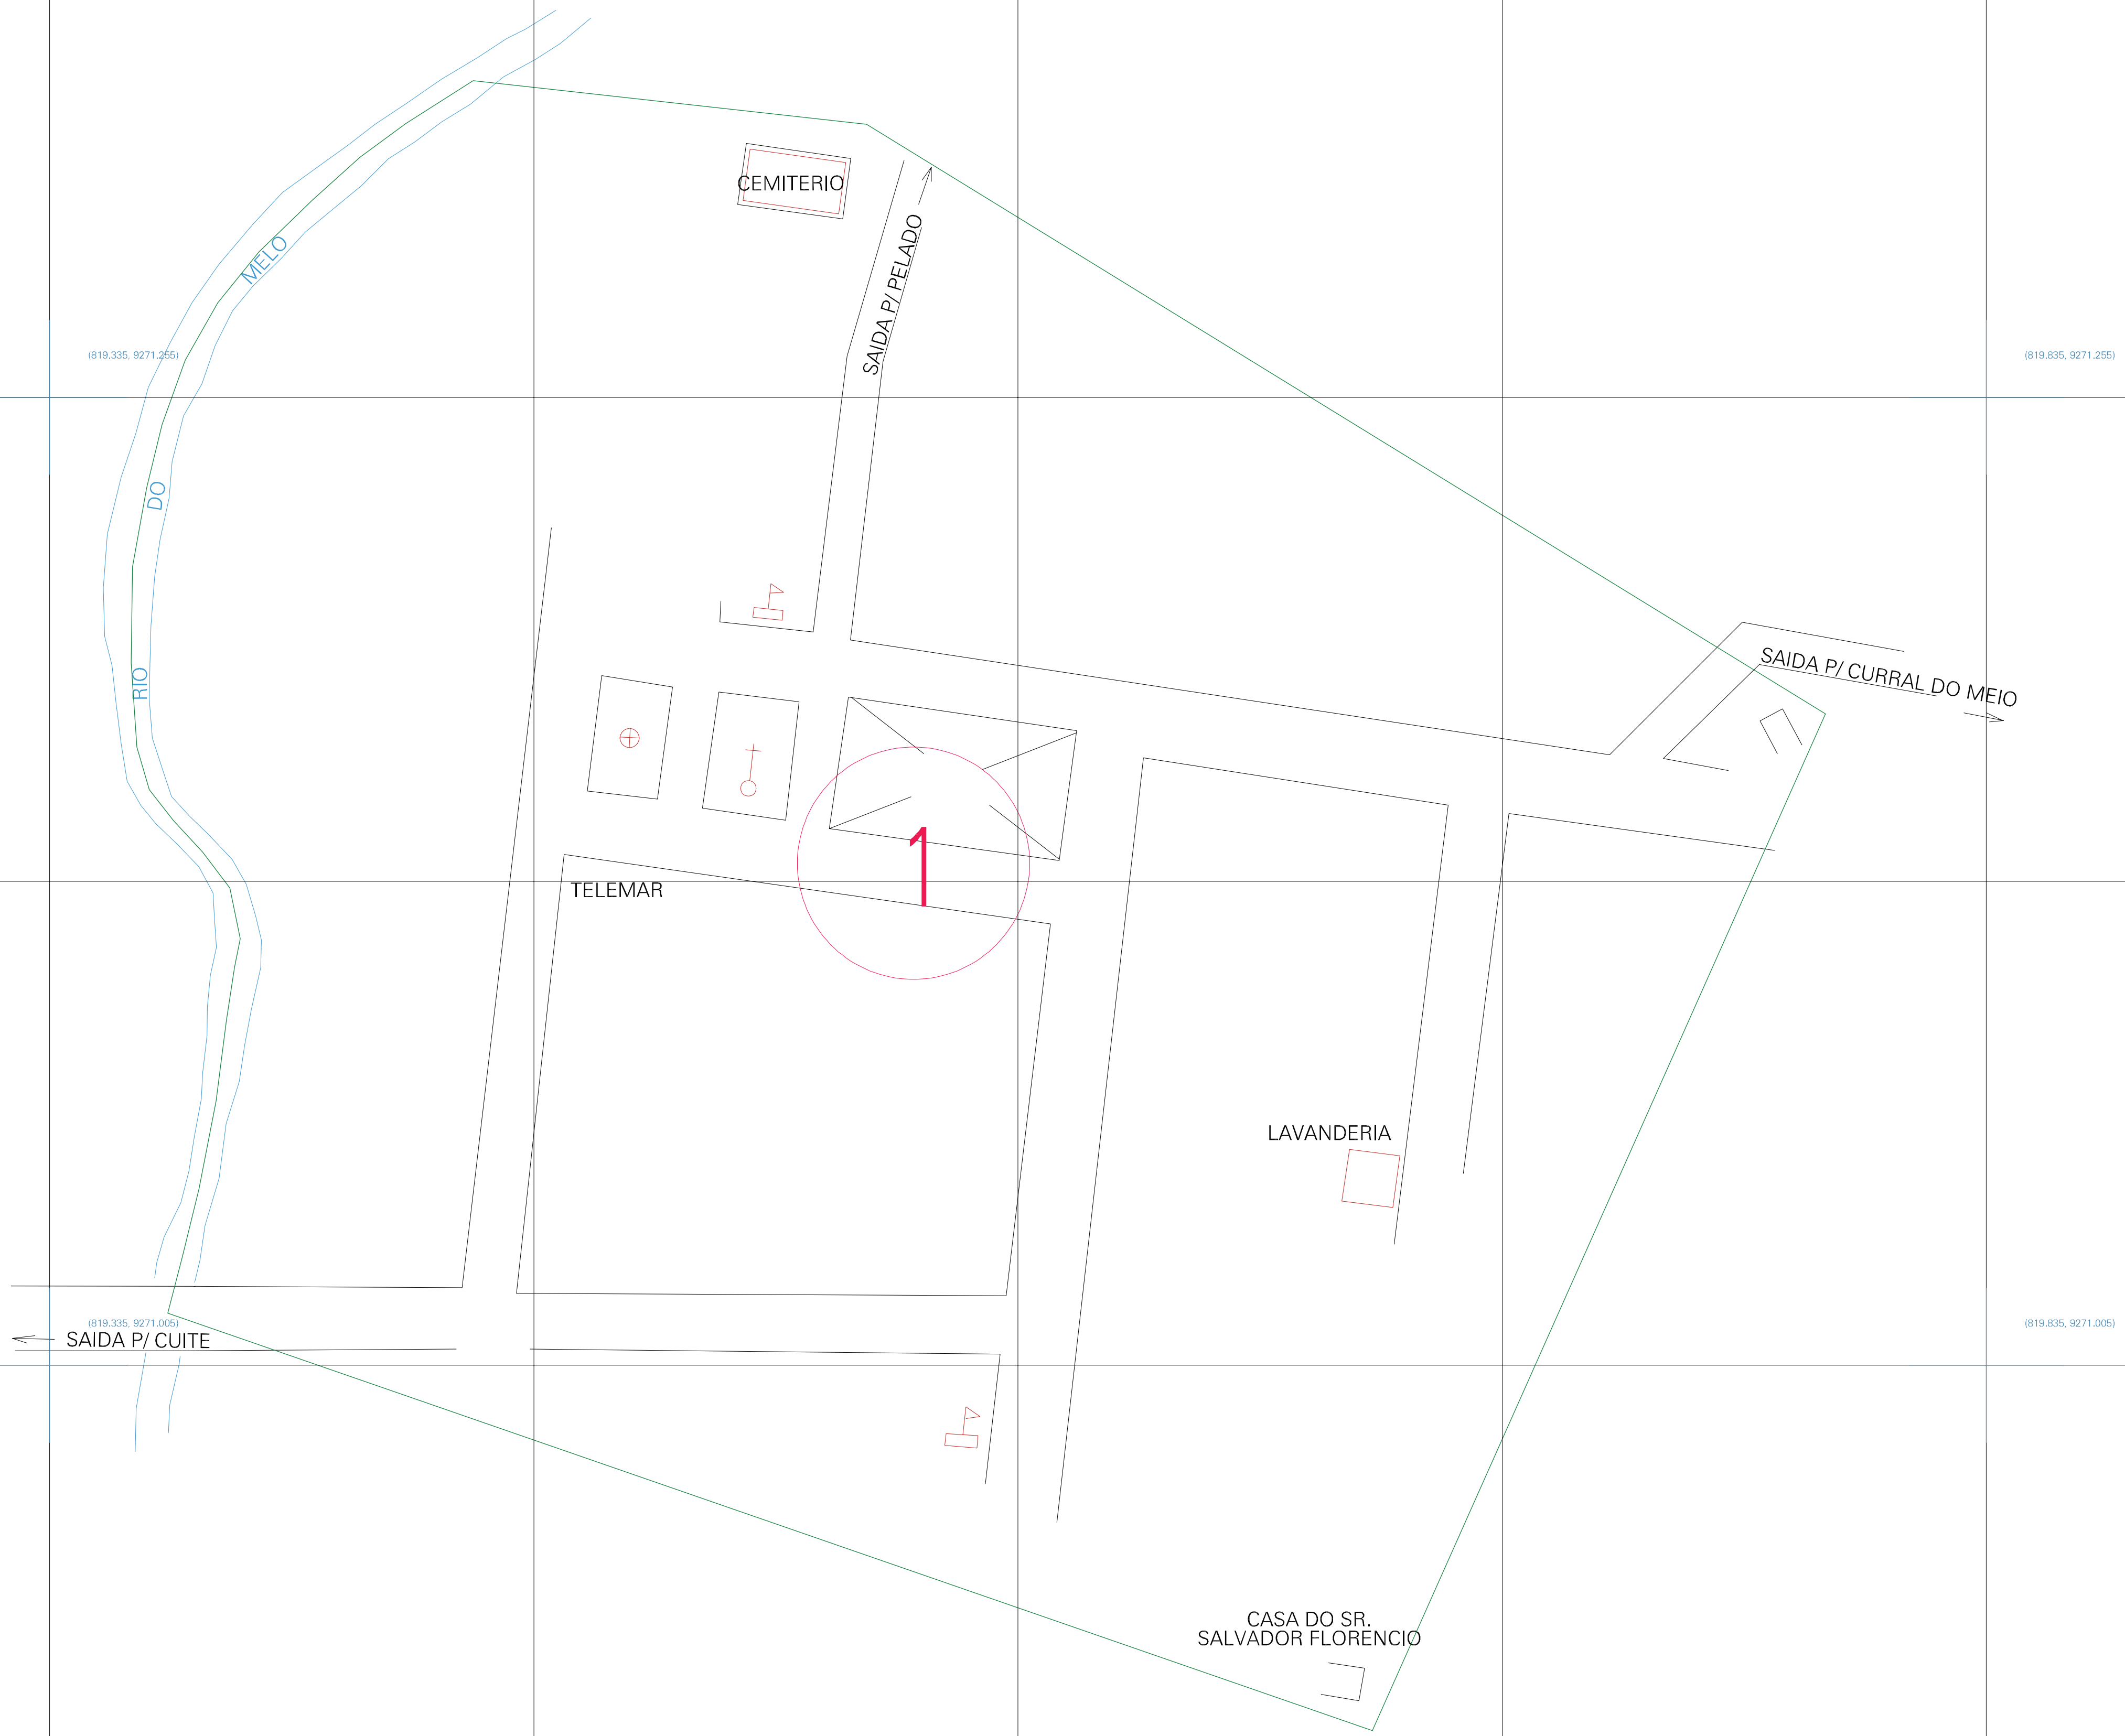 CEMITERIO
SAIDA P/ PELADO
MELO
(819.335, 9271.255)
(819.835, 9271.255)
DO
RIO
SAIDA P/ CURRAL DO MEIO
1
TELEMAR
LAVANDERIA
(819.335, 9271.005)
(819.835, 9271.005)
SAIDA P/ CUITE
CASA DO SR.
SALVADOR FLORENCIO